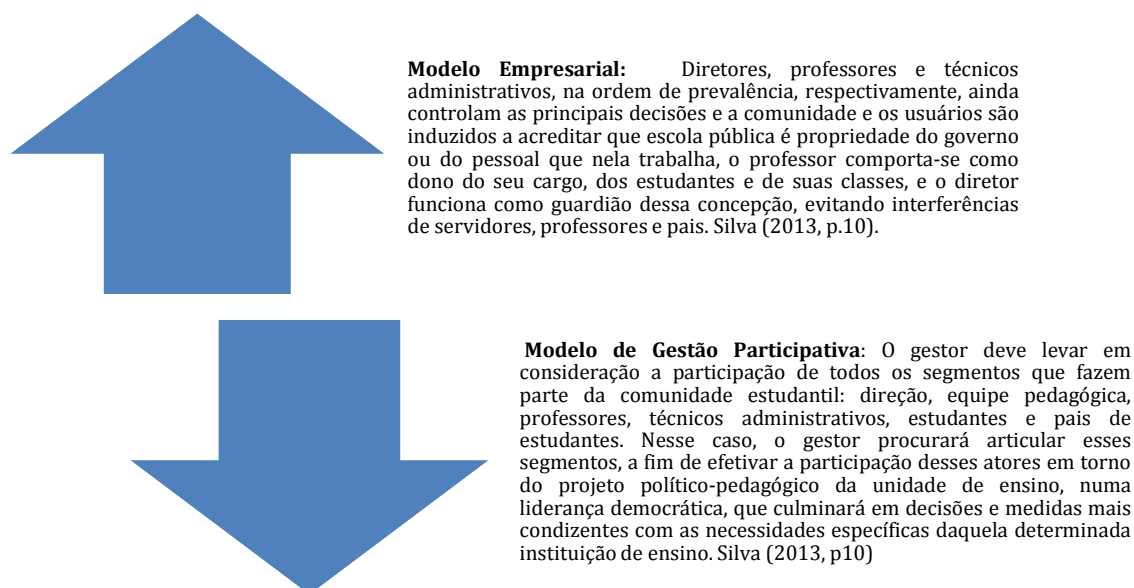 Modelo Empresarial: Diretores, professores e técnicos
administrativos, na ordem de prevalência, respectivamente, ainda
controlam as principais decisões e a comunidade e os usuários são
induzidos a acreditar que escola pública é propriedade do governo
ou do pessoal que nela trabalha, o professor comporta-se como
dono do seu cargo, dos estudantes e de suas classes, e o diretor
funciona como guardião dessa concepção, evitando interferências
de servidores, professores e pais. Silva (2013, p.10).
Modelo de Gestão Participativa: O gestor deve levar em
consideração a participação de todos os segmentos que fazem
parte da comunidade estudantil: direção, equipe pedagógica,
professores, técnicos administrativos, estudantes e pais de
estudantes. Nesse caso, o gestor procurará articular esses
segmentos, a fim de efetivar a participação desses atores em torno
do projeto político-pedagógico da unidade de ensino, numa
liderança democrática, que culminará em decisões e medidas mais
condizentes com as necessidades específicas daquela determinada
instituição de ensino. Silva (2013, p10)